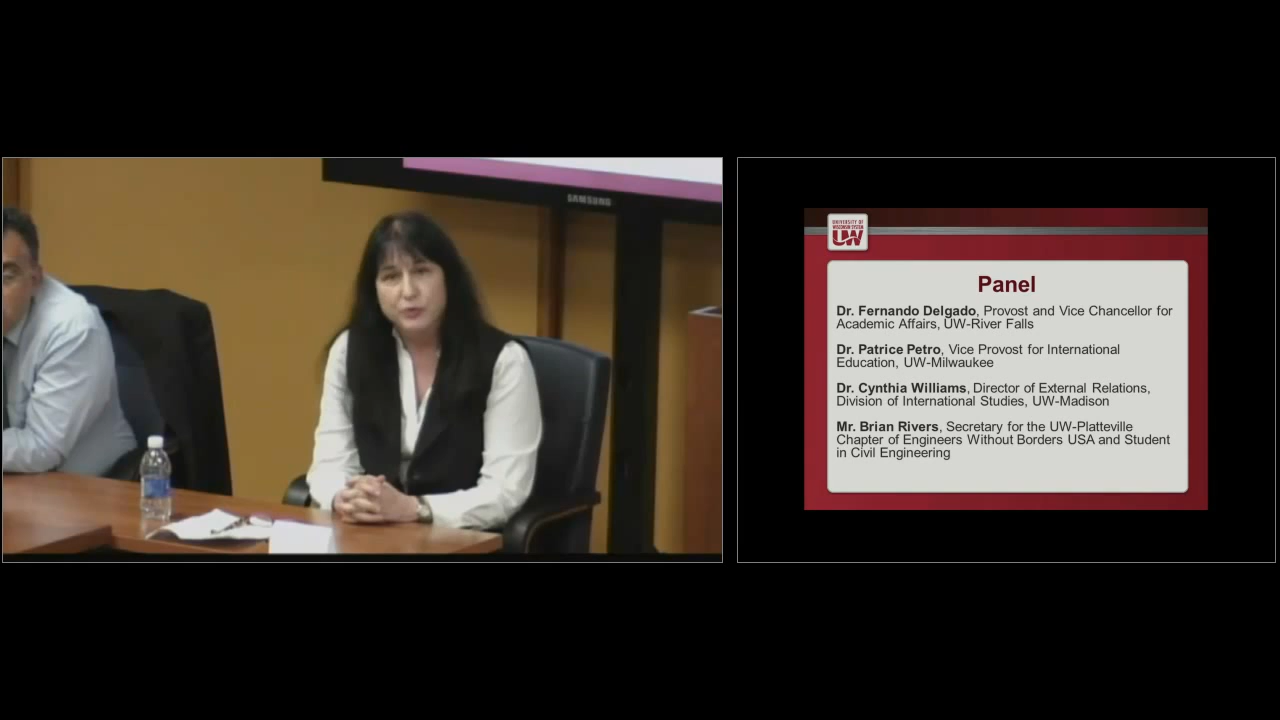 SAMSUNG
UNIVERSITY OF
WISCONSIN SYSTEM
UW
Panel
Dr. Fernando Delgado, Provost and Vice Chancellor for
Academic Affairs, UW-River Falls
Dr. Patrice Petro, Vice Provost for International
Education, UW-Milwaukee
Dr. Cynthia Williams, Director of External Relations,
Division of International Studies, UW-Madison
Mr. Brian Rivers, Secretary for the UW-Platteville
Chapter of Engineers Without Borders USA and Student
in Civil Engineering